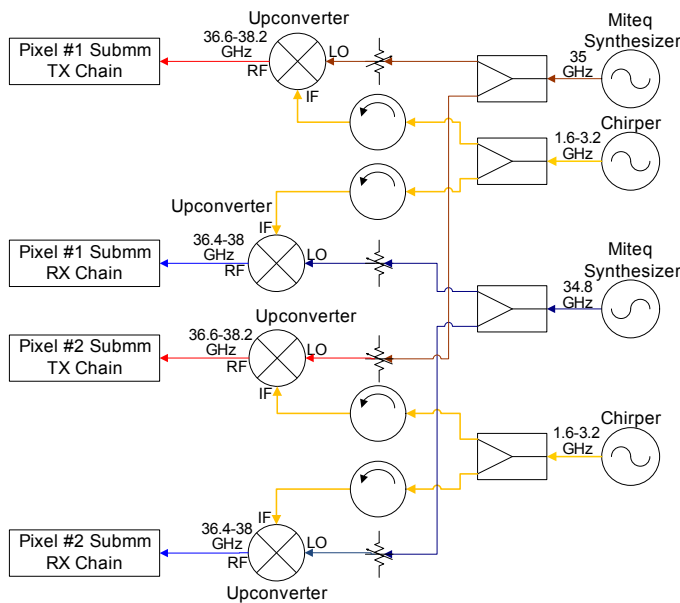 Upconverter
Miteq
Synthesizer
36.6-38.2
GHz
RF
LO
IF
35
GHz
Pixel #1 Submm
TX Chain
Chirper
1.6-3.2
GHz
Upconverter
36.4-38
GHz
RF
IF
LO
Pixel #1 Submm
RX Chain
Miteq
Synthesizer
34.8
GHz
Upconverter
36.6-38.2
GHz
RF
LO
IF
Pixel #2 Submm
TX Chain
Chirper
1.6-3.2
GHz
36.4-38
GHz
RF
IF
LO
Pixel #2 Submm
RX Chain
Upconverter